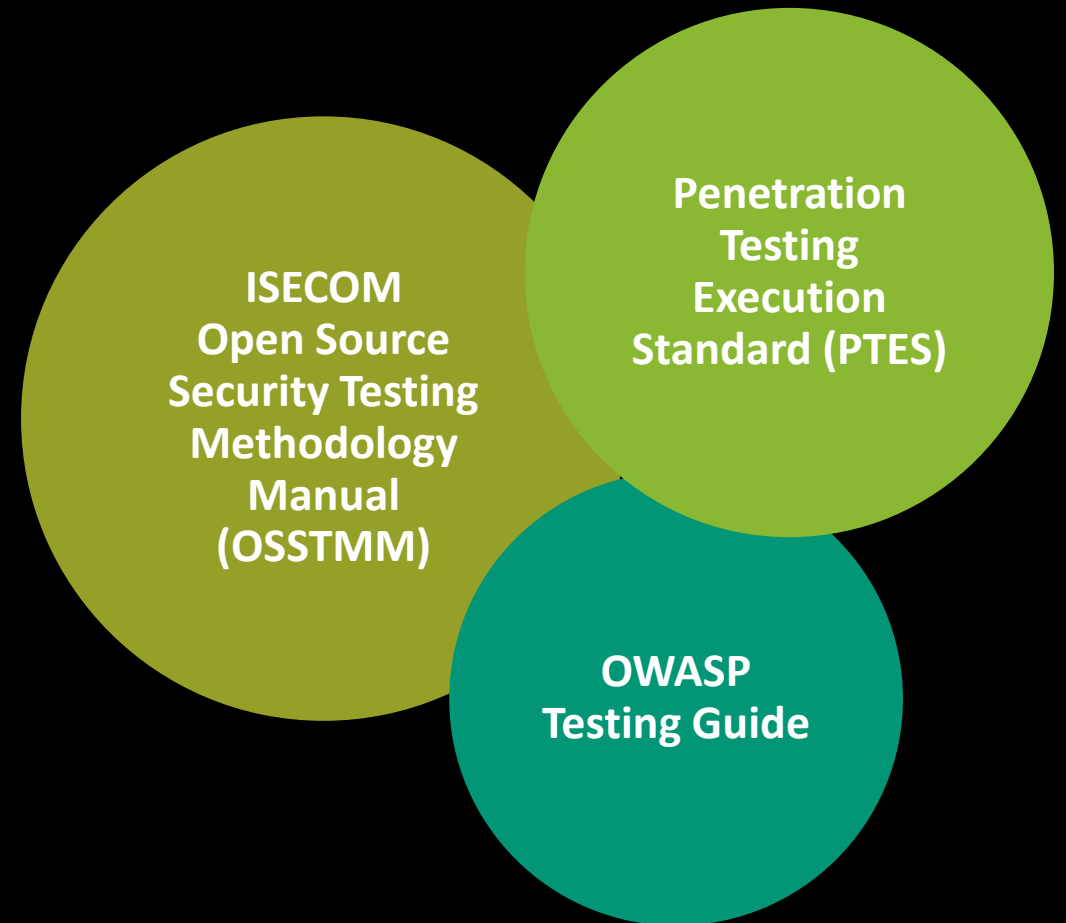 ISECOM
Open Source
Security Testing
Methodology
Manual
(OSSTMM)
Penetration
Testing
Execution
Standard (PTES)
OWASP
Testing Guide